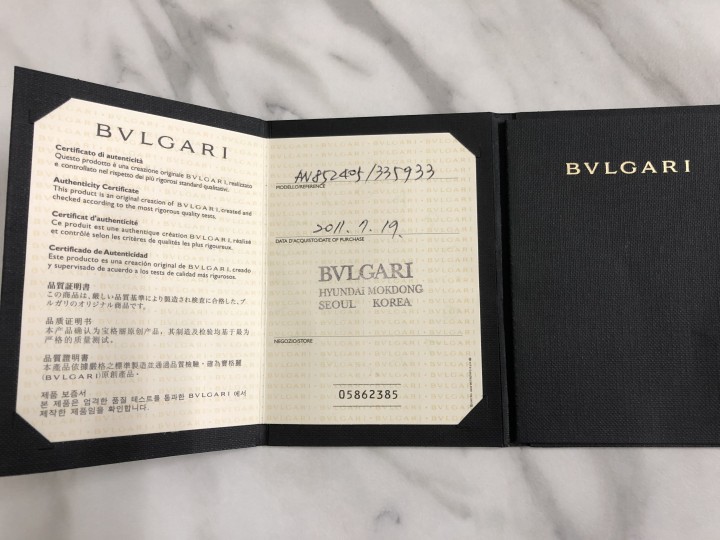 BVLGARI
Certificato di autenticità
Questo prodotto è una creazione originale BVLGARI, realizzato
e controllato nel rispetto dei più rigorosi standard qualitativi.
Authenticity Certificate
This product is an original creation of BVLGARI, created and
checked according to the most rigorous quality tests.
Certificat d'authenticité
Ce produit est une authentique création BVLGARI, réalisé
et contrôlé selon les critères de qualités les plus rigoureux.
Certificado de Autenticidad
Este producto es una creación original de BVLGARI, creado
y supervisado de acuerdo a los tests de calidad más rigurosos.
品質証明書
この商品は、厳しい品質基準により製造され検査に合格した、ブ
ルガリのオリジナル商品です。
品质证明书
本产品确认为宝格丽原创产品，其制造及检验均基于最为
严格的质量测试。
品質證明書
本產品依據嚴格之標準製造並通過品質檢驗，確為寶格麗
(BVLGARI)原創產品。
제품 보증서
본 제품은 엄격한 품질 테스트를 통과한 BVLGARI 에서
제작한 제품임을 확인합니다.
AN852405/335933
MODELLO/REFERENCE
2011. 7. 19.
DATA D'ACQUISTO/DATE OF PURCHASE
BVLGARI
HYUNDAI MOKDONG
SEOUL KOREA
NEGOZIO/STORE
05862385
BVLGARI